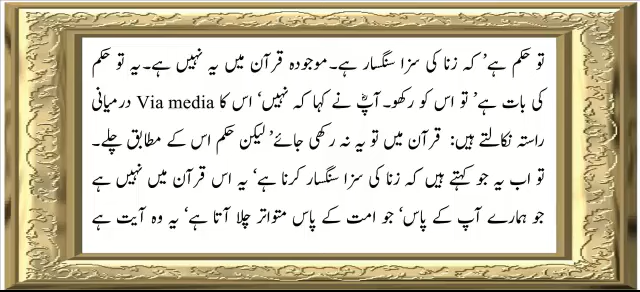 تو حکم ہے’ کہ زنا کی سزا سنگسار ہے۔موجودہ قرآن میں یہ نہیں ہے۔یہ تو حکم
کی بات ہے’ تو اس کو رکھو۔آپؐ نے کہا کہ نہیں‘ اس کا Via media درمیانی
راستہ نکالتے ہیں: قرآن میں تو یہ نہ رکھی جائے’ لیکن حکم اس کے مطابق چلے۔
تو اب یہ جو کہتے ہیں کہ زنا کی سزا سنگسار کرنا ہے‘ یہ اس قرآن میں نہیں ہے
جو ہمارے آپ کے پاس‘ جو امت کے پاس متواتر چلا آتا ہے‘ یہ وہ آیت ہے